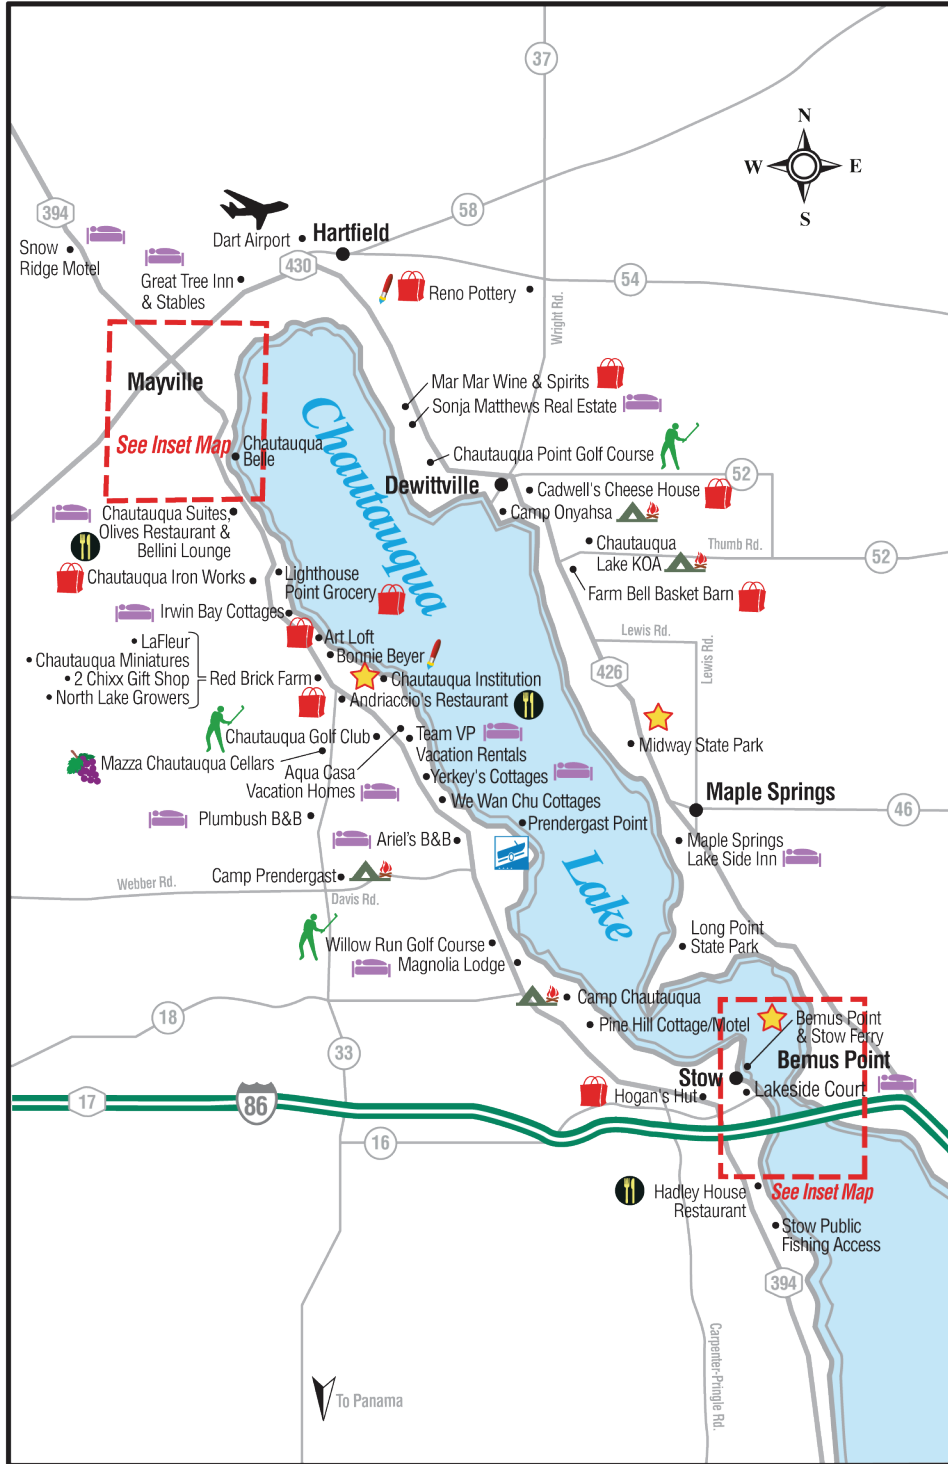 37
N
W E
S
394
58
Snow
Ridge Motel
Dart Airport
Hartfield
430
54
Great Tree Inn
& Stables
Reno Pottery
Wright Rd.
Mayville
See Inset Map
Chautauqua
Belle
Mar Mar Wine & Spirits
Sonja Matthews Real Estate
Chautauqua Point Golf Course
Dewittville
52
Cadwell's Cheese House
Camp Onyahsa
Chautauqua
Lake KOA
Thumb Rd.
52
Farm Bell Basket Barn
Chautauqua
Lake
Chautauqua Suites,
Olives Restaurant &
Bellini Lounge
Chautauqua Iron Works
Lighthouse
Point Grocery
Irwin Bay Cottages
Art Loft
Bonnie Beyer
LaFleur
Chautauqua Miniatures
2 Chixx Gift Shop
North Lake Growers
Red Brick Farm
Chautauqua Institution
Andriaccio's Restaurant
Lewis Rd.
Lewis Rd.
426
Midway State Park
Chautauqua Golf Club
Team VP
Vacation Rentals
Mazza Chautauqua Cellars
Aqua Casa
Vacation Homes
Yerkey's Cottages
We Wan Chu Cottages
Maple Springs
46
Plumbush B&B
Prendergast Point
Ariel's B&B
Maple Springs
Lake Side Inn
Camp Prendergast
Webber Rd.
Davis Rd.
Willow Run Golf Course
Magnolia Lodge
Long Point
State Park
Camp Chautauqua
18
Pine Hill Cottage/Motel
Bemus Point
& Stow Ferry
33
Bemus Point
Stow
Lakeside Court
Hogan's Hut
17
86
16
Hadley House
Restaurant
See Inset Map
Stow Public
Fishing Access
394
Carpenter-Pringle Rd.
To Panama